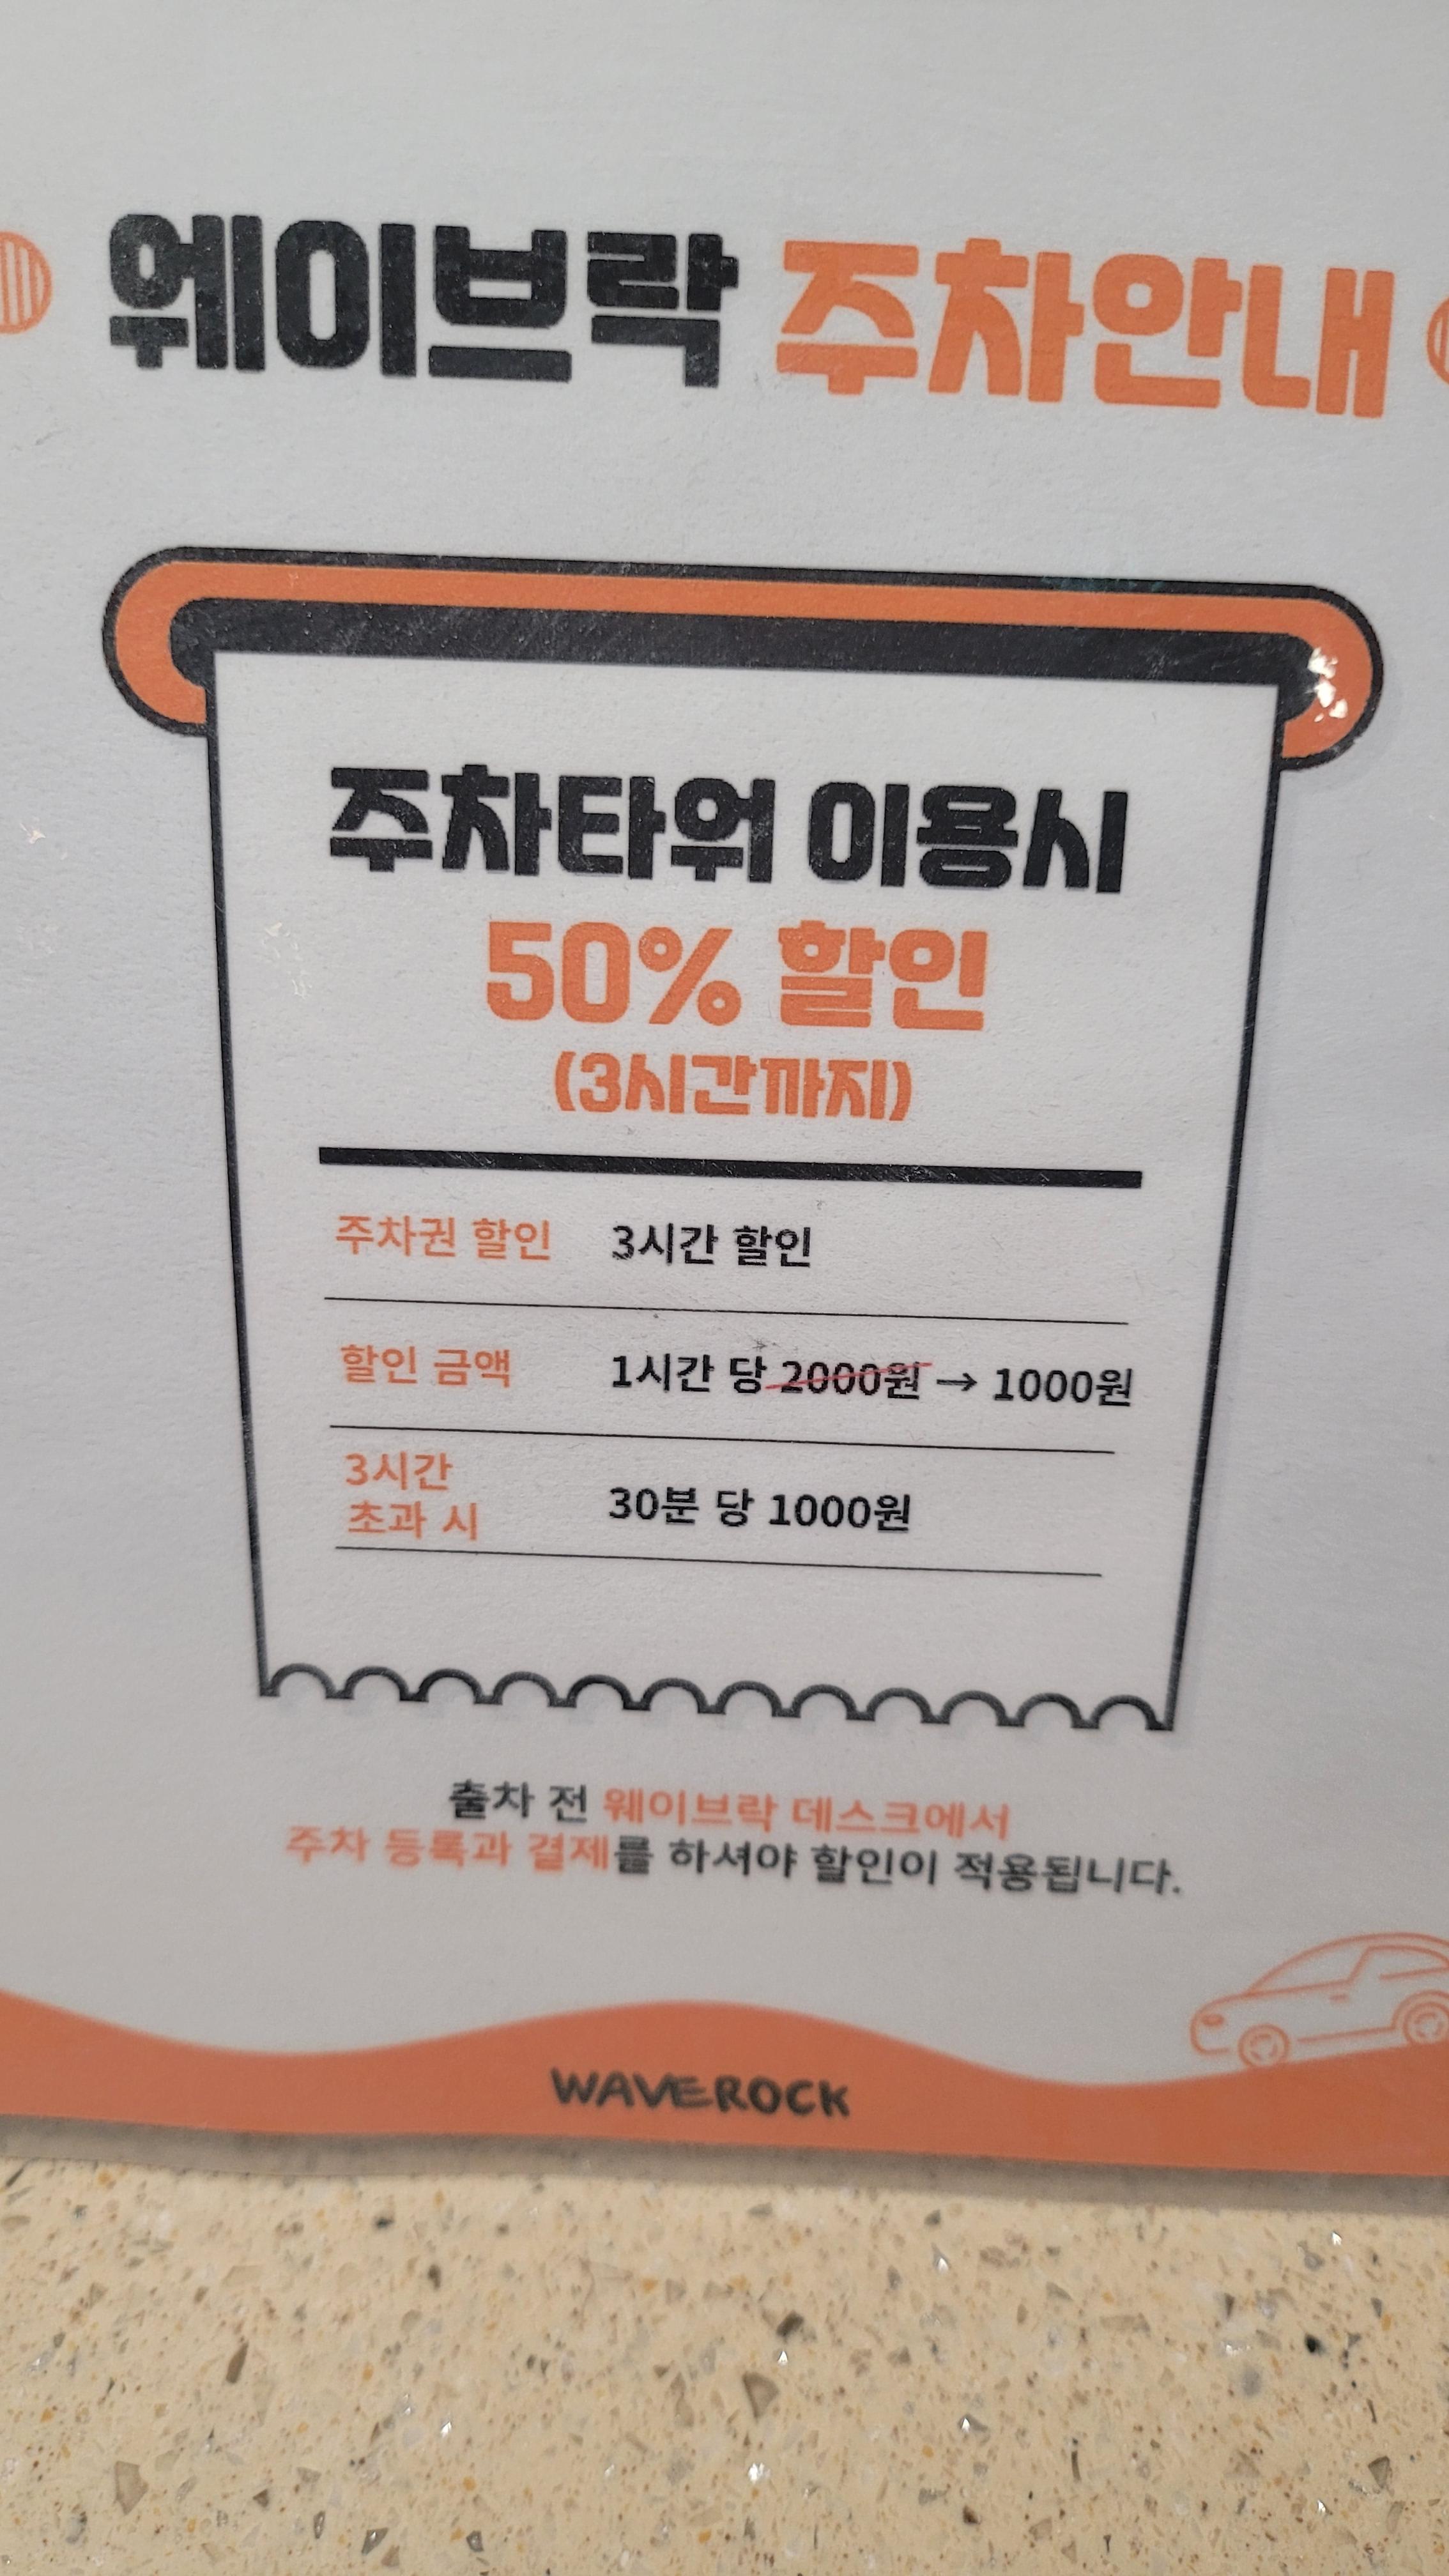 웨이브락 주차안내
주차타워 이용시
50% 할인
(3시간까지)
주차권 할인 3시간 할인
할인 금액 1시간 당 2000원 → 1000원
3시간
초과 시 30분 당 1000원
출차 전 웨이브락 데스크에서
주차 등록과 결제를 하셔야 할인이 적용됩니다.
WAVEROCK